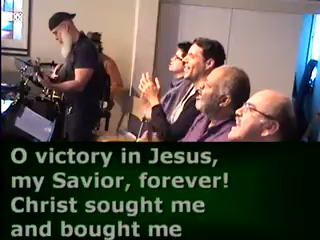 O victory in Jesus,
my Savior, forever!
Christ sought me
and bought me